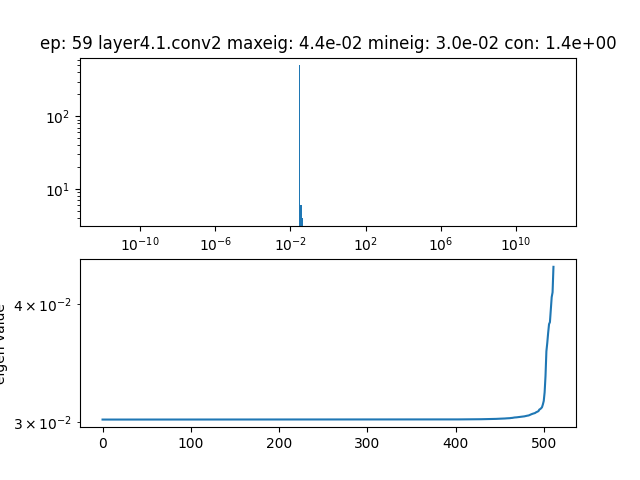 ep: 59 layer4.1.conv2 maxeig: 4.4e-02 mineig: 3.0e-02 con: 1.4e+00
10²
10¹
10⁻¹⁰ 10⁻⁶ 10⁻² 10² 10⁶ 10¹⁰
4 × 10⁻²
3 × 10⁻²
eigen value
0 100 200 300 400 500